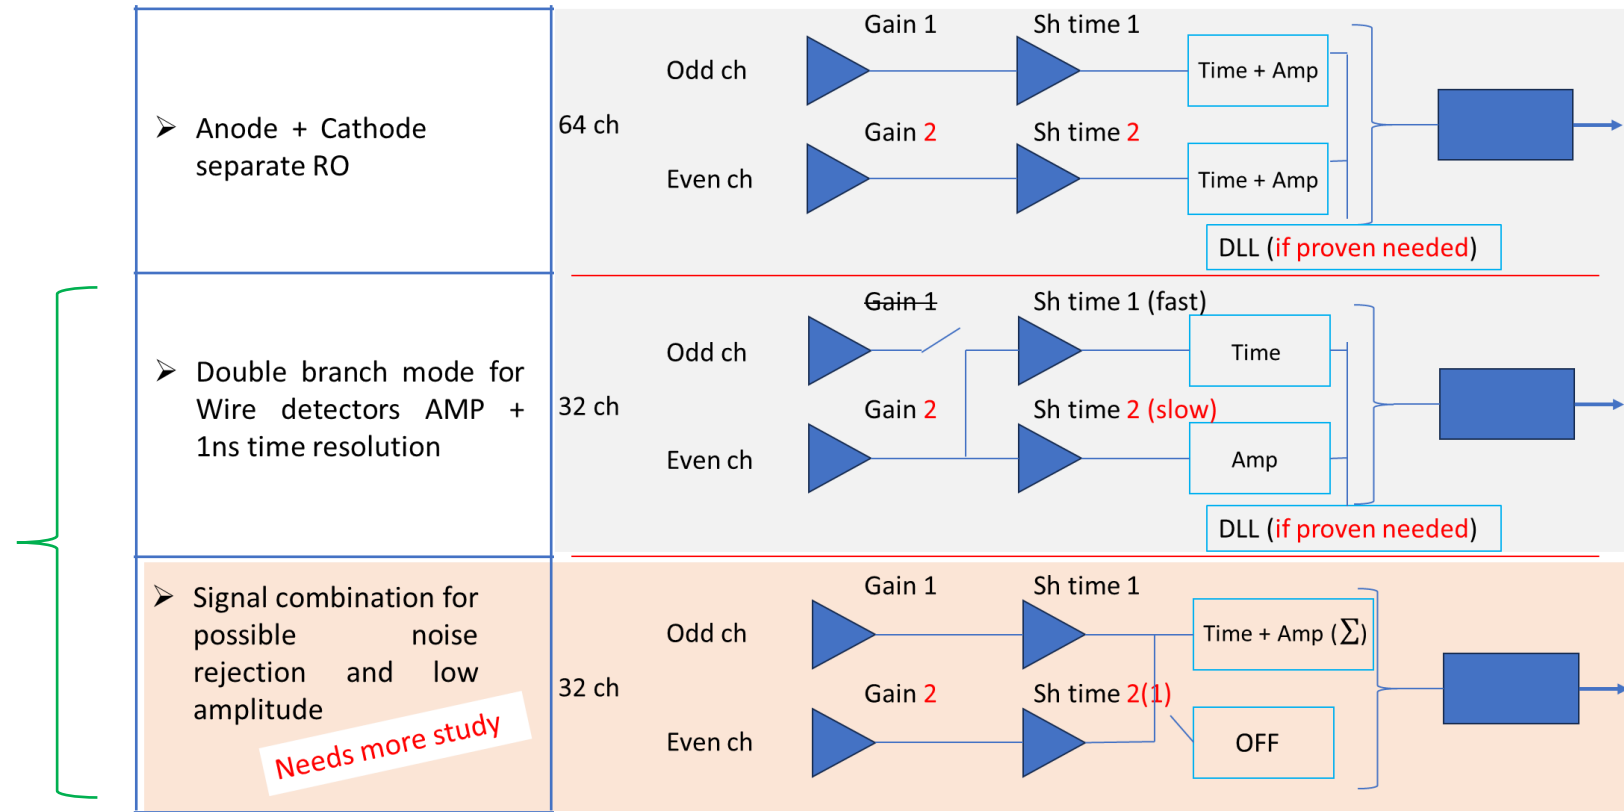 ➢ Anode + Cathode
separate RO
64 ch
Gain 1
Sh time 1
Odd ch
Time + Amp
Gain 2
Sh time 2
Even ch
Time + Amp
DLL (if proven needed)
➢ Double branch mode for
Wire detectors AMP +
1ns time resolution
32 ch
Gain 1
Sh time 1 (fast)
Odd ch
Time
Gain 2
Sh time 2 (slow)
Even ch
Amp
DLL (if proven needed)
➢ Signal combination for
possible noise
rejection and low
amplitude
Needs more study
32 ch
Gain 1
Sh time 1
Odd ch
Time + Amp (Σ)
Gain 2
Sh time 2(1)
Even ch
OFF